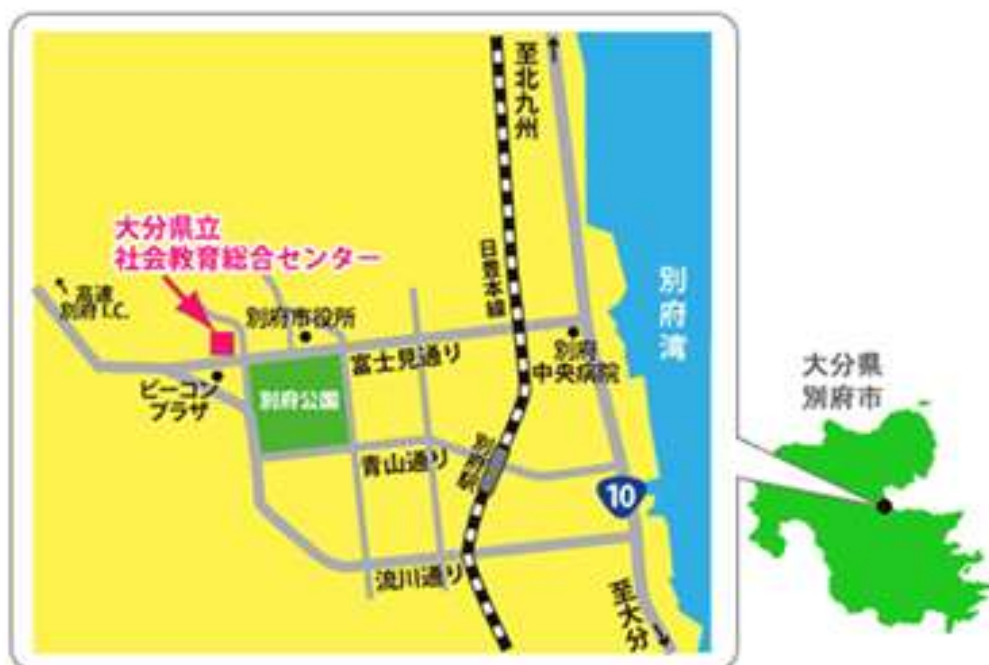 至北九州
大分県立
社会教育総合センター
日豊本線
別府湾
高速
別府I.C.
別府市役所
富士見通り
別府
中央病院
ビーコン
プラザ
別府公園
青山通り
別府駅
10
流川通り
至大分
大分県
別府市